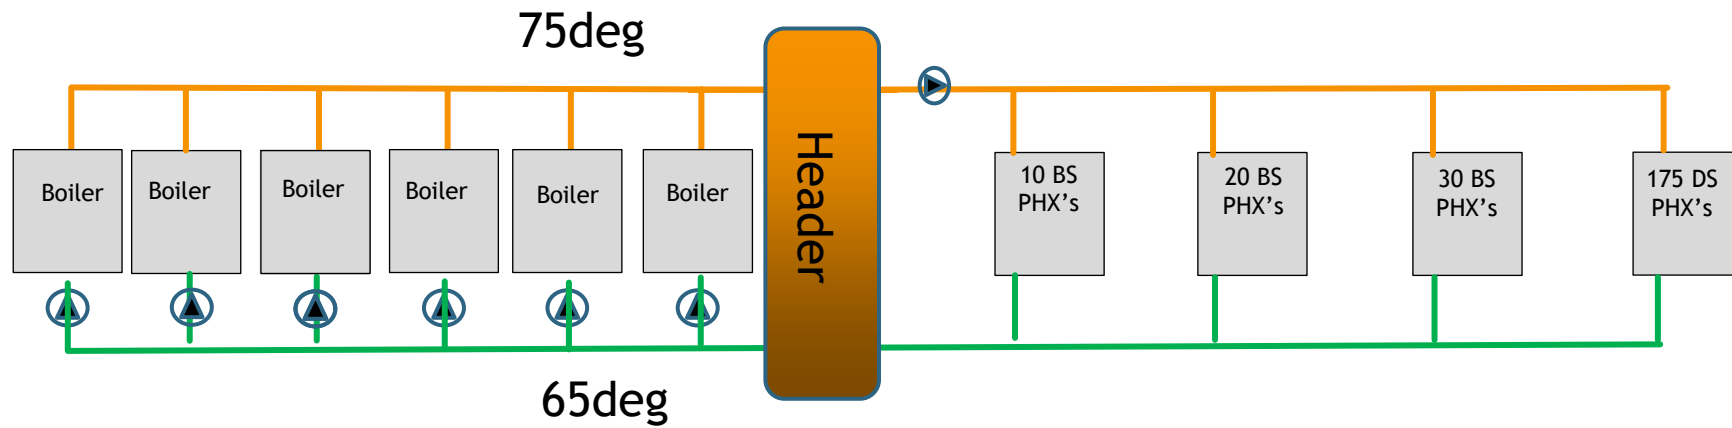 75deg
Boiler
Boiler
Boiler
Boiler
Boiler
Boiler
Header
10 BS
PHX’s
20 BS
PHX’s
30 BS
PHX’s
175 DS
PHX’s
65deg